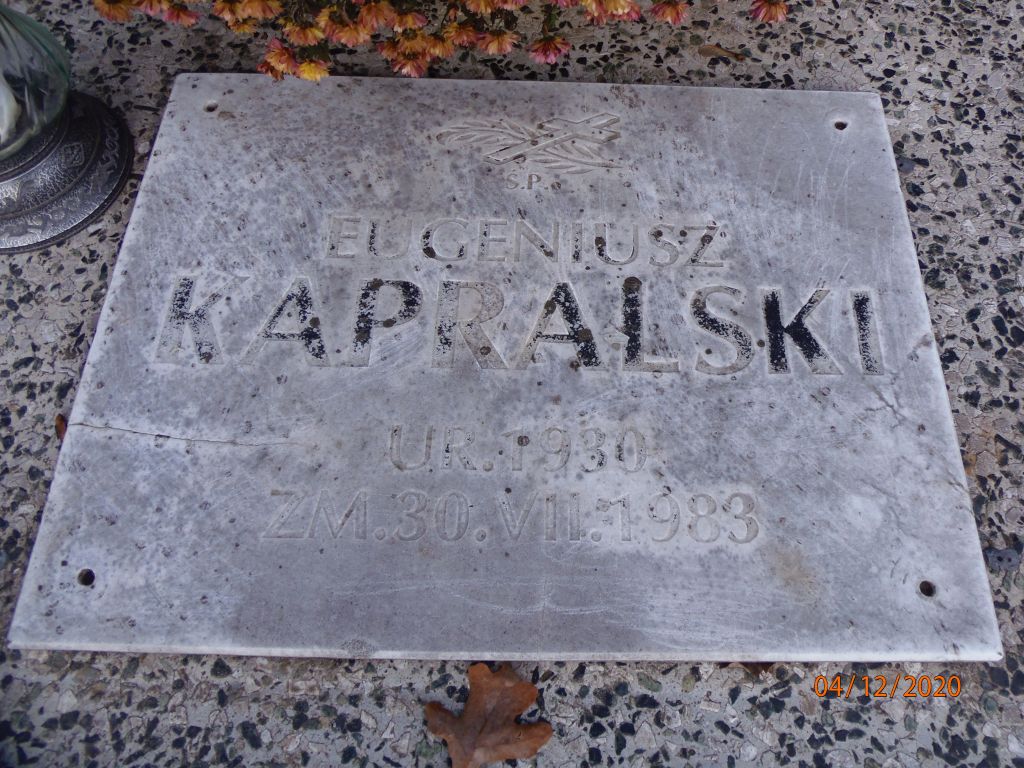 S.P.
EUGENIUSZ
KAPRALSKI
UR.1930
ZM.30.VII.1983
04/12/2020